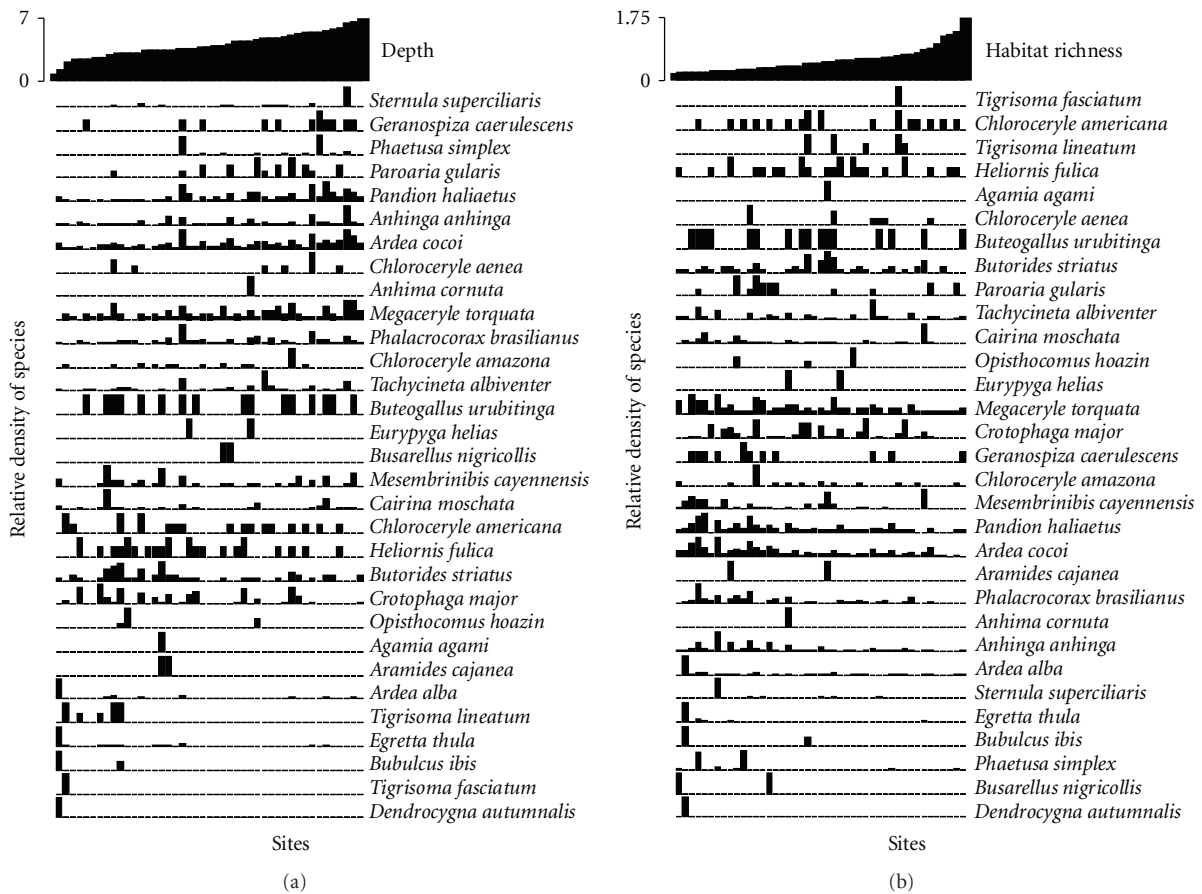 7
0
Depth
Sternula superciliaris
Geranospiza caerulescens
Phaetusa simplex
Paroaria gularis
Pandion haliaetus
Anhinga anhinga
Ardea cocoi
Chloroceryle aenea
Anhima cornuta
Megaceryle torquata
Phalacrocorax brasilianus
Chloroceryle amazona
Tachycineta albiventer
Buteogallus urubitinga
Eurypyga helias
Busarellus nigricollis
Mesembrinibis cayennensis
Cairina moschata
Chloroceryle americana
Heliornis fulica
Butorides striatus
Crotophaga major
Opisthocomus hoazin
Agamia agami
Aramides cajanea
Ardea alba
Tigrisoma lineatum
Egretta thula
Bubulcus ibis
Tigrisoma fasciatum
Dendrocygna autumnalis
Relative density of species
Sites
(a)
1.75
0
Habitat richness
Tigrisoma fasciatum
Chloroceryle americana
Tigrisoma lineatum
Heliornis fulica
Agamia agami
Chloroceryle aenea
Buteogallus urubitinga
Butorides striatus
Paroaria gularis
Tachycineta albiventer
Cairina moschata
Opisthocomus hoazin
Eurypyga helias
Megaceryle torquata
Crotophaga major
Geranospiza caerulescens
Chloroceryle amazona
Mesembrinibis cayennensis
Pandion haliaetus
Ardea cocoi
Aramides cajanea
Phalacrocorax brasilianus
Anhima cornuta
Anhinga anhinga
Ardea alba
Sternula superciliaris
Egretta thula
Bubulcus ibis
Phaetusa simplex
Busarellus nigricollis
Dendrocygna autumnalis
Relative density of species
Sites
(b)